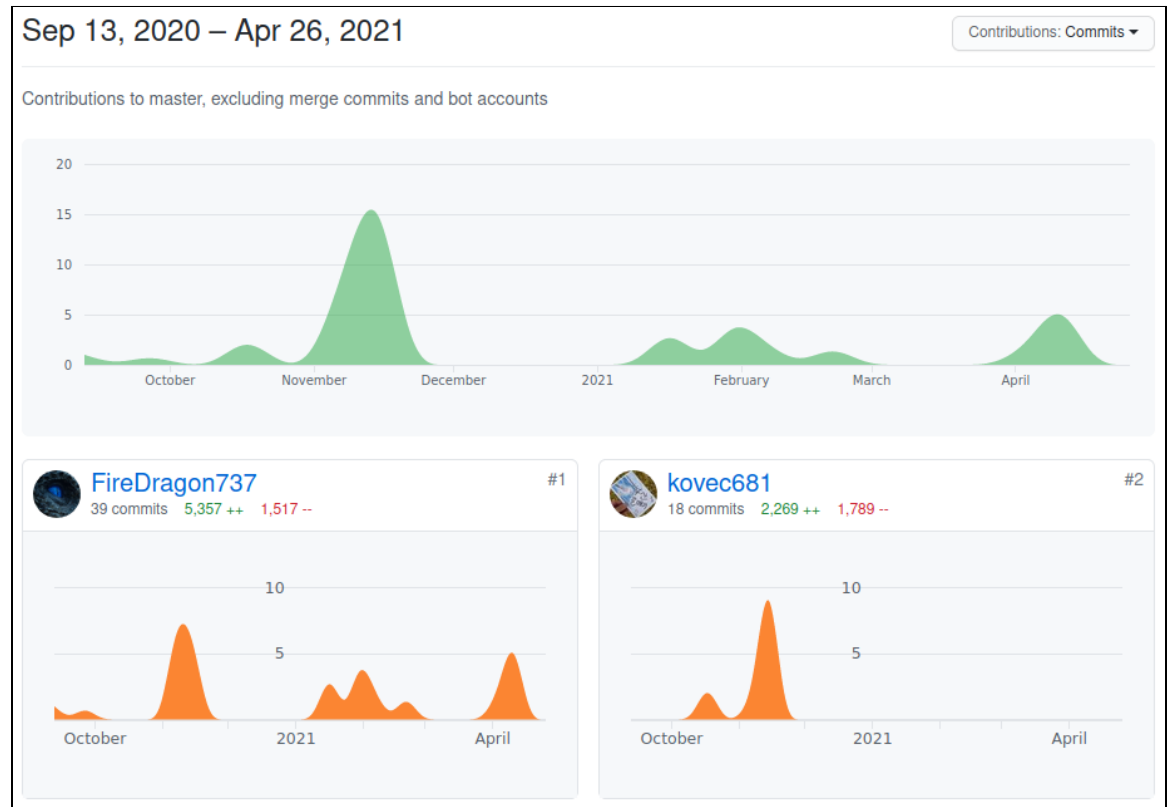 Sep 13, 2020 – Apr 26, 2021
Contributions: Commits
Contributions to master, excluding merge commits and bot accounts
20
15
10
5
0
October November December 2021 February March April
FireDragon737 #1
39 commits 5,357 ++ 1,517 --
10
5
October 2021 April
kovec681 #2
18 commits 2,269 ++ 1,789 --
10
5
October 2021 April